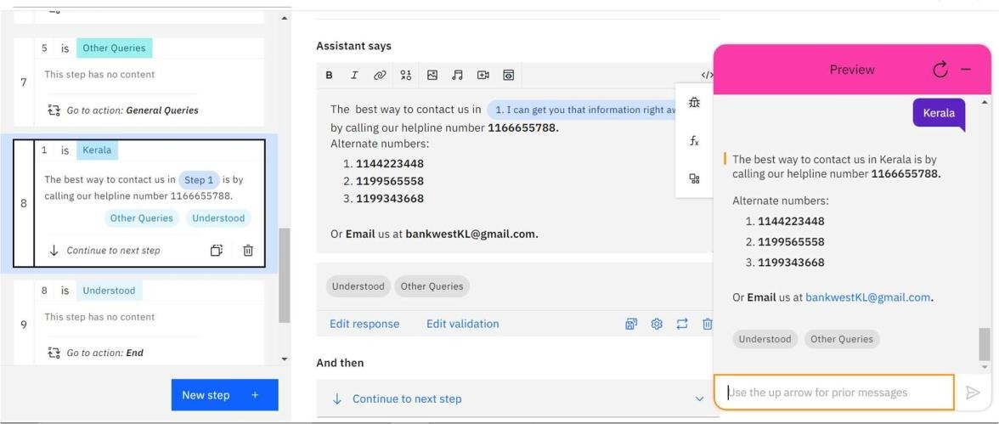 5 is Other Queries
7
This step has no content
Go to action: General Queries
1 is Kerala
8
The best way to contact us in Step 1 is by
calling our helpline number 1166655788.
Other Queries Understood
Continue to next step
8 is Understood
9
This step has no content
Go to action: End
New step +
Assistant says
B I </>
The best way to contact us in 1. I can get you that information right aw
by calling our helpline number 1166655788.
Alternate numbers:
1. 1144223448
2. 1199565558
3. 1199343668
Or Email us at bankwestKL@gmail.com.
Understood Other Queries
Edit response Edit validation
And then
Continue to next step
fx
Preview
Kerala
The best way to contact us in Kerala is by
calling our helpline number 1166655788.
Alternate numbers:
1. 1144223448
2. 1199565558
3. 1199343668
Or Email us at bankwestKL@gmail.com.
Understood Other Queries
Use the up arrow for prior messages